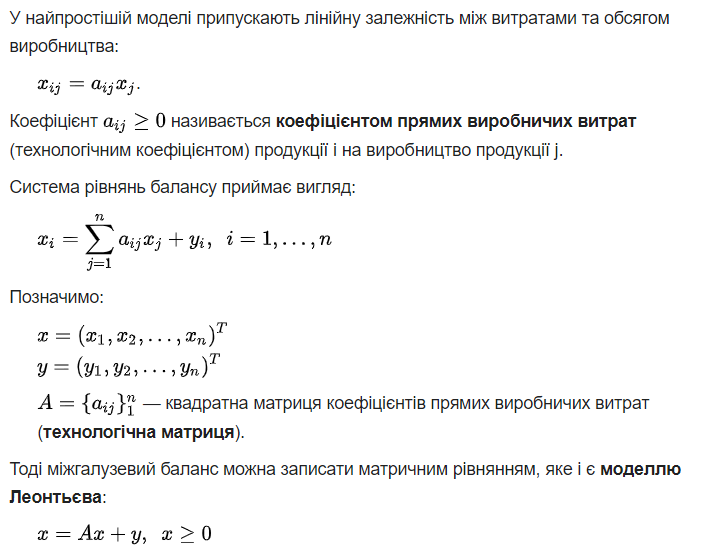 У найпростішій моделі припускають лінійну залежність між витратами та обсягом
виробництва:
x_{ij} = a_{ij}x_j.
Коефіцієнт a_{ij} ≥ 0 називається коефіцієнтом прямих виробничих витрат
(технологічним коефіцієнтом) продукції i на виробництво продукції j.
Система рівнянь балансу приймає вигляд:
x_i = \sum_{j=1}^{n} a_{ij}x_j + y_i, i = 1, . . . , n
Позначимо:
x = (x_1, x_2, . . . , x_n)^T
y = (y_1, y_2, . . . , y_n)^T
A = {a_{ij}}_1^n — квадратна матриця коефіцієнтів прямих виробничих витрат
(технологічна матриця).
Тоді міжгалузевий баланс можна записати матричним рівнянням, яке і є моделлю
Леонтьєва:
x = Ax + y, x ≥ 0